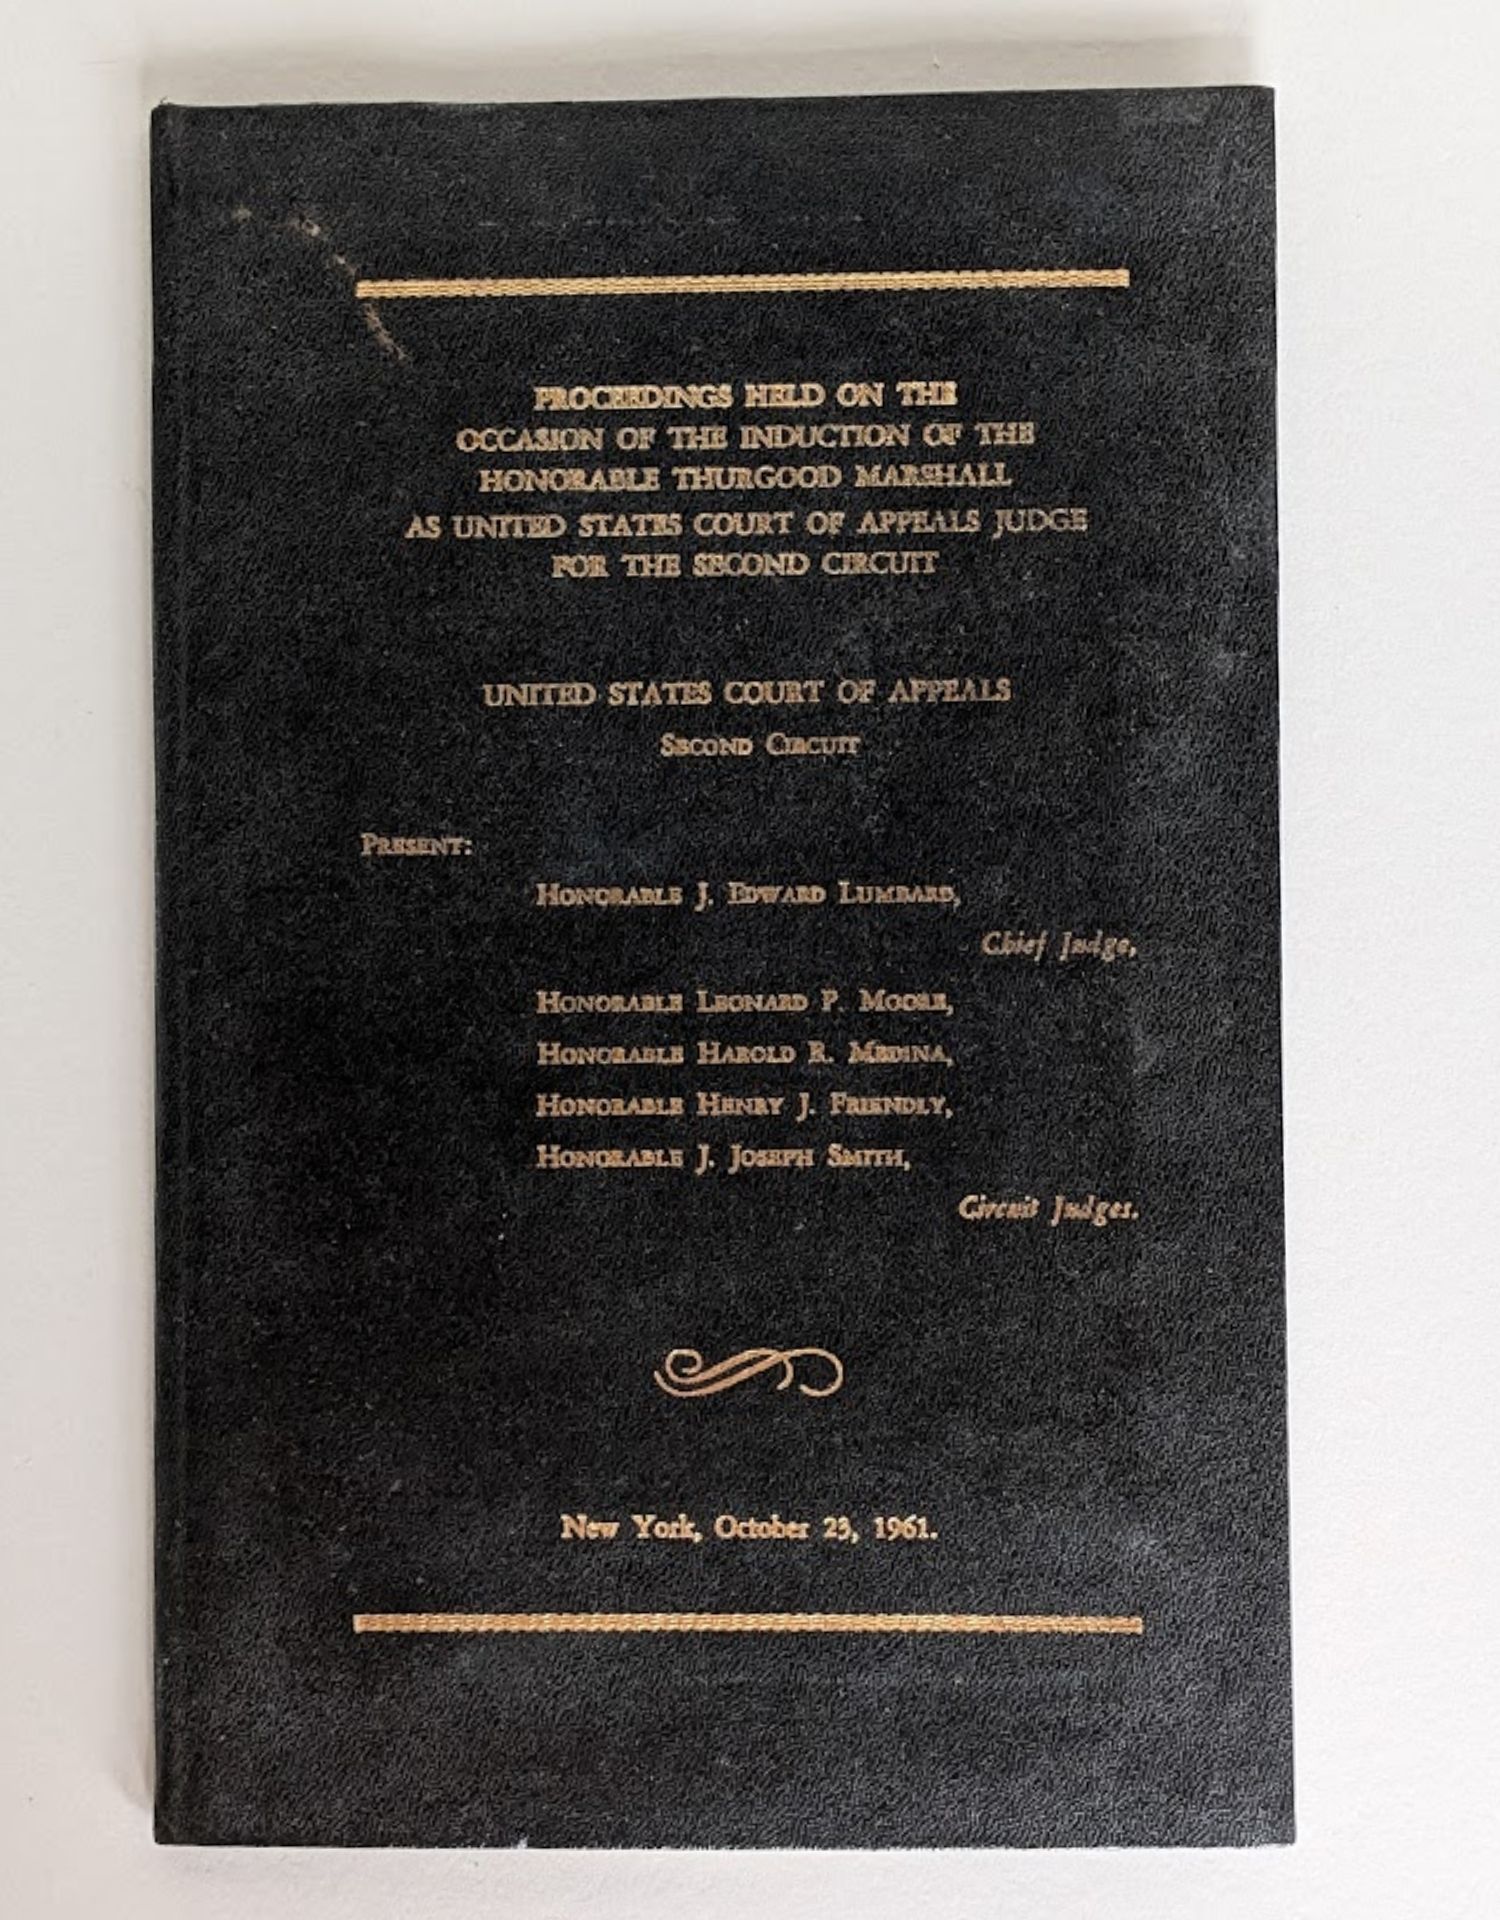 PROCEEDINGS HELD ON THE
OCCASION OF THE INDUCTION OF THE
HONORABLE THURGOOD MARSHALL
AS UNITED STATES COURT OF APPEALS JUDGE
FOR THE SECOND CIRCUIT
UNITED STATES COURT OF APPEALS
SECOND CIRCUIT
PRESENT:
HONORABLE J. EDWARD LUMBARD,
Chief Judge,
HONORABLE LEONARD P. MOORE,
HONORABLE HAROLD R. MEDINA,
HONORABLE HENRY J. FRIENDLY,
HONORABLE J. JOSEPH SMITH,
Circuit Judges.
New York, October 23, 1961.